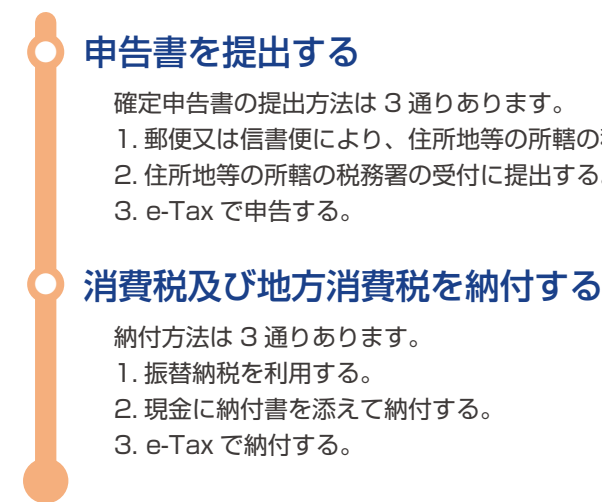 申告書を提出する
確定申告書の提出方法は 3 通りあります。
1. 郵便又は信書便により、住所地等の所轄の
2. 住所地等の所轄の税務署の受付に提出する
3. e-Tax で申告する。
消費税及び地方消費税を納付する
納付方法は 3 通りあります。
1. 振替納税を利用する。
2. 現金に納付書を添えて納付する。
3. e-Tax で納付する。